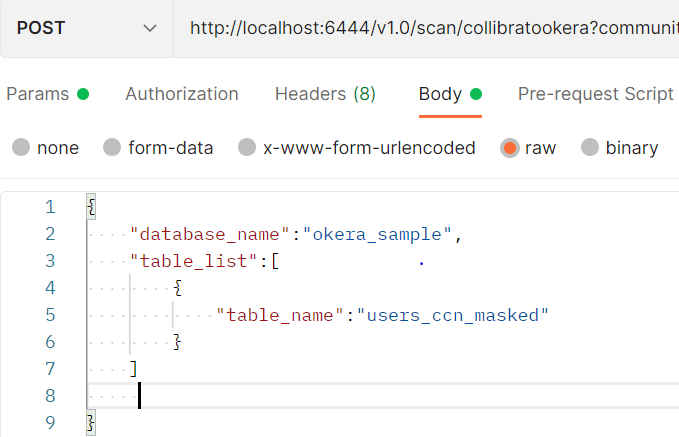 POST http://localhost:6444/v1.0/scan/collibratookera?communit
Params Authorization Headers (8) Body Pre-request Script
none form-data x-www-form-urlencoded raw binary
1 {
2 "database_name":"okera_sample",
3 "table_list":[
4 {
5 "table_name":"users_ccn_masked"
6 }
7 ]
8
9 }